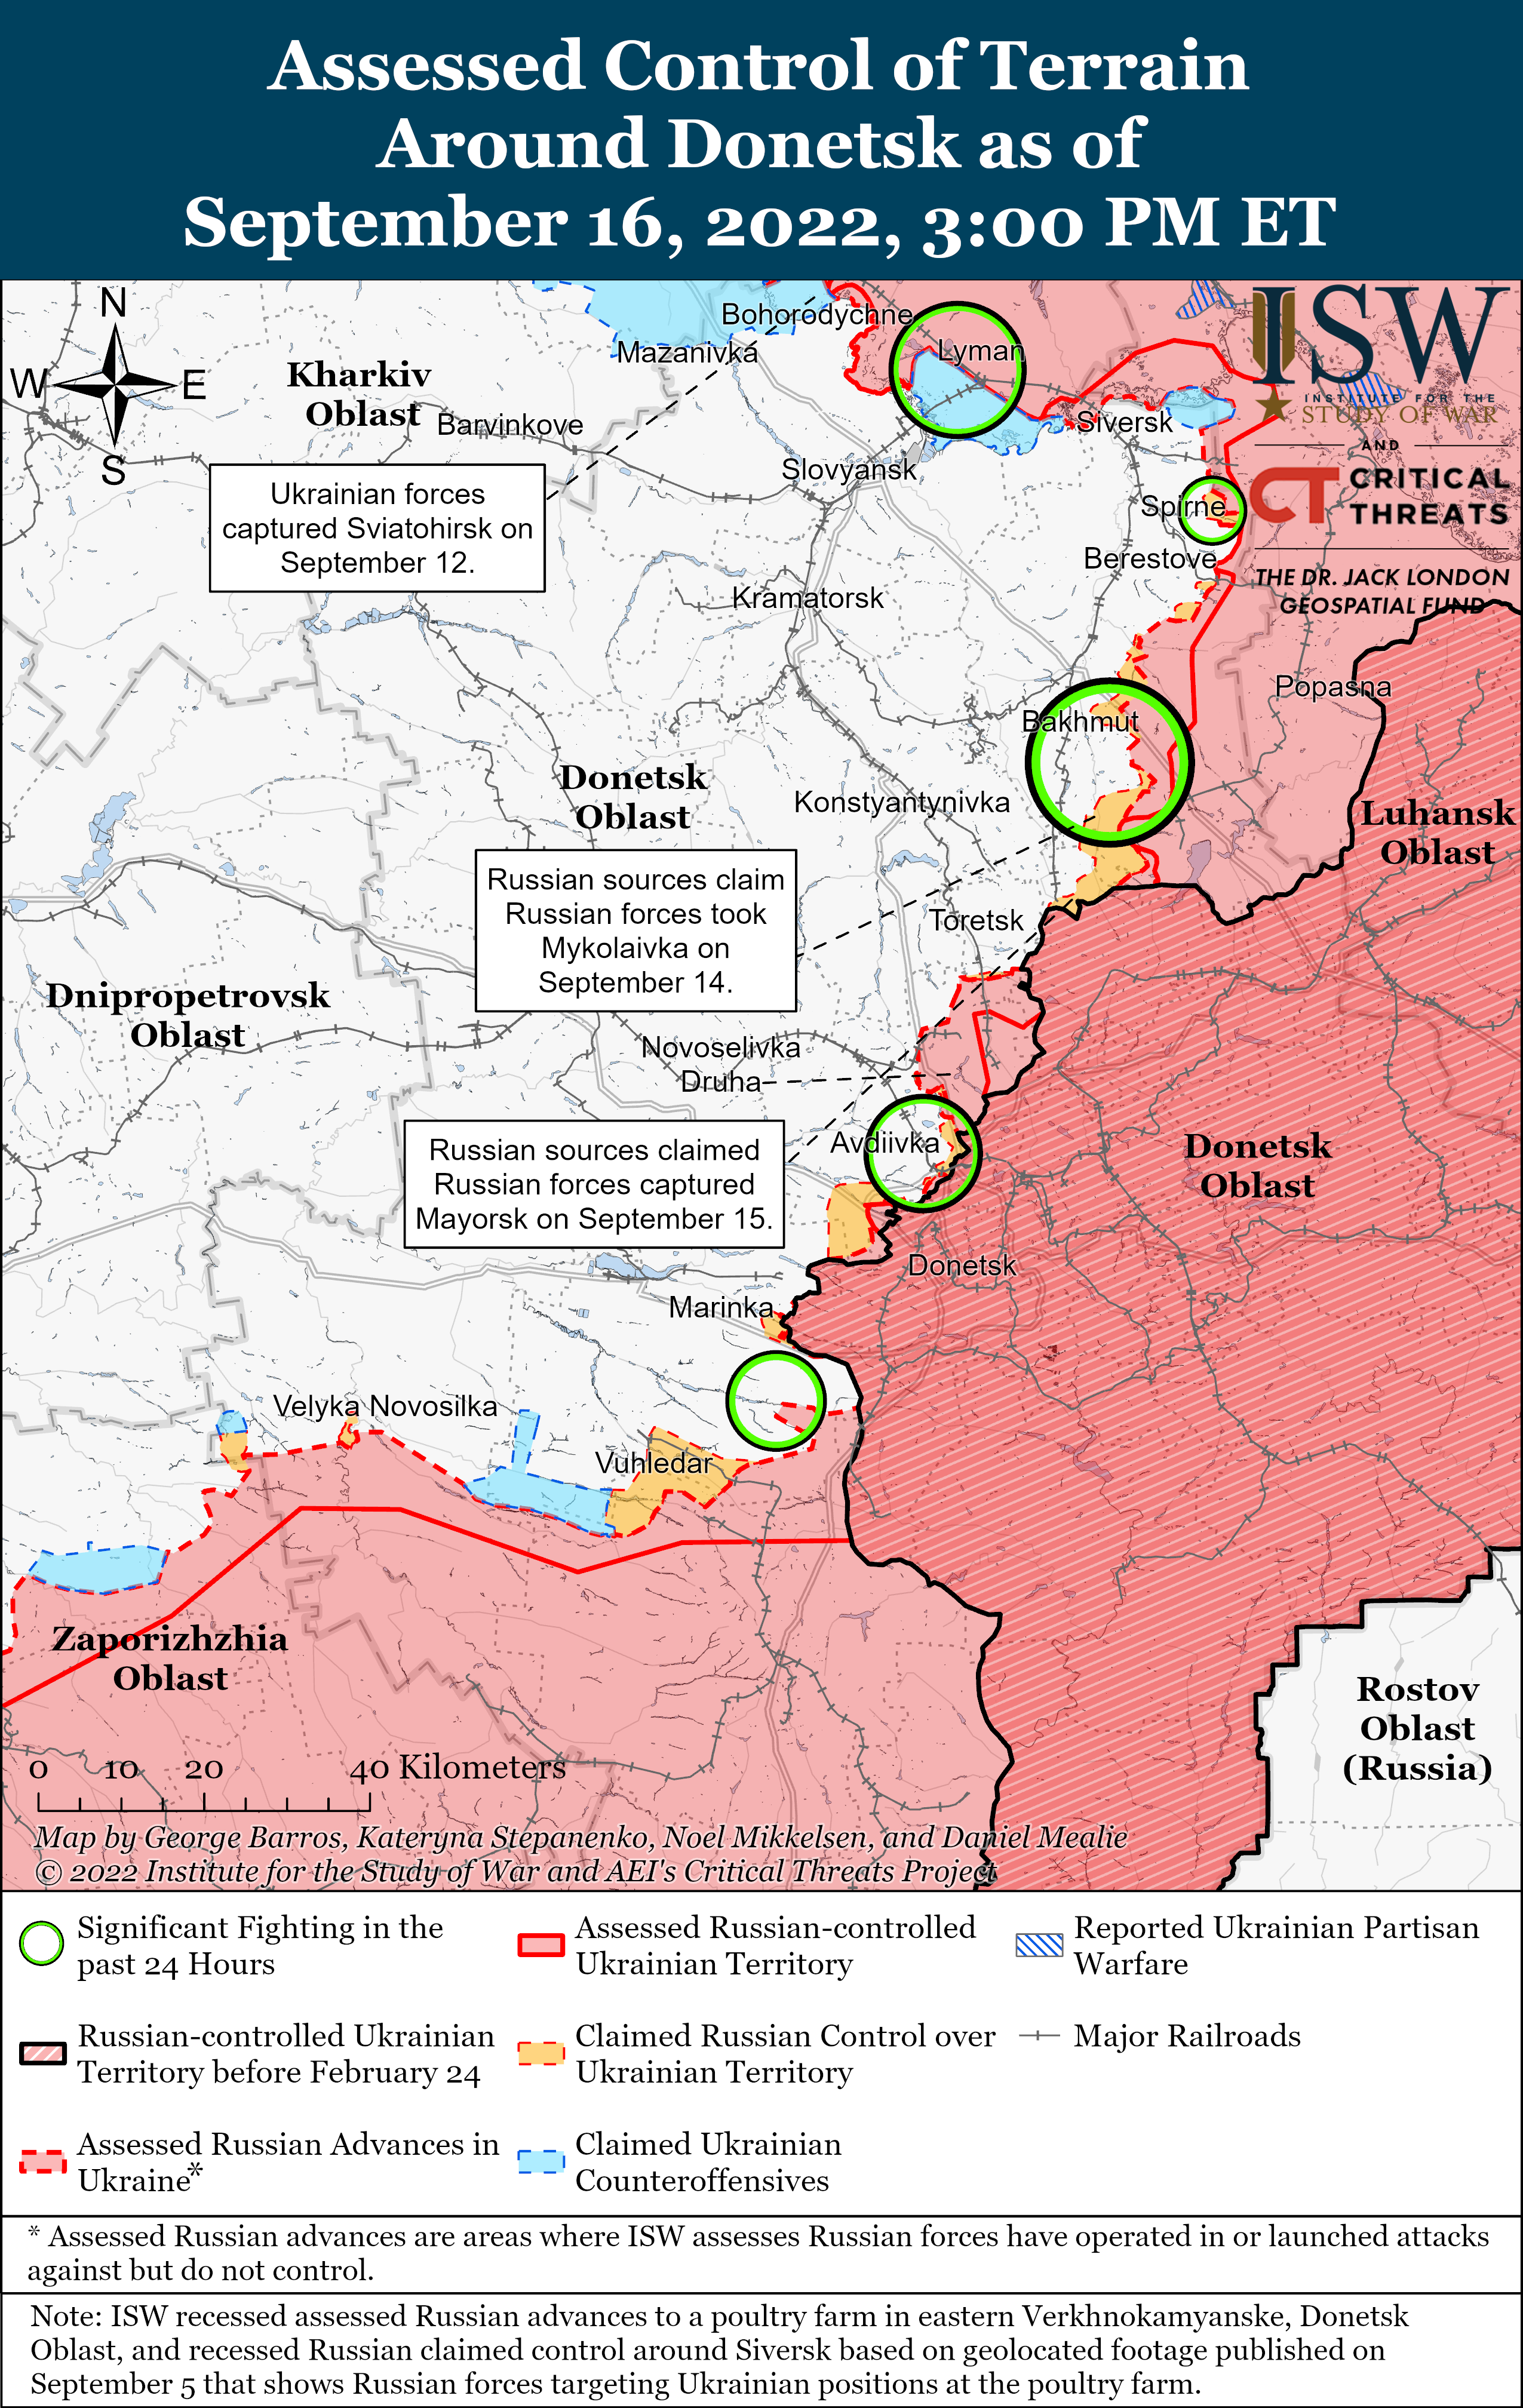 Assessed Control of Terrain
Around Donetsk as of
September 16, 2022, 3:00 PM ET
N
W
E
S
Kharkiv
Oblast
Bohorodychne
Mazanivka
Lyman
ISW
INSTITUTE FOR THE
STUDY OF WAR
AND
CT
CRITICAL
THREATS
THE DR. JACK LONDON
GEOSPATIAL FUND
Barvinkove
Siversk
Slovyansk
Ukrainian forces
captured Sviatohirsk on
September 12.
Spirne
Berestove
Kramatorsk
Popasna
Bakhmut
Donetsk
Oblast
Konstyantynivka
Luhansk
Oblast
Russian sources claim
Russian forces took
Mykolaivka on
September 14.
Toretsk
Dnipropetrovsk
Oblast
Novoselivka
Druha
Russian sources claimed
Russian forces captured
Mayorsk on September 15.
Avdiivka
Donetsk
Oblast
Donetsk
Marinka
Velyka Novosilka
Vuhledar
Zaporizhzhia
Oblast
Rostov
Oblast
(Russia)
0 10 20 40 Kilometers
Map by George Barros, Kateryna Stepanenko, Noel Mikkelsen, and Daniel Mealie
© 2022 Institute for the Study of War and AEI's Critical Threats Project
Significant Fighting in the
past 24 Hours
Russian-controlled Ukrainian
Territory before February 24
Assessed Russian Advances in
Ukraine*
Assessed Russian-controlled
Ukrainian Territory
Claimed Russian Control over
Ukrainian Territory
Claimed Ukrainian
Counteroffensives
Reported Ukrainian Partisan
Warfare
Major Railroads
* Assessed Russian advances are areas where ISW assesses Russian forces have operated in or launched attacks
against but do not control.
Note: ISW recessed assessed Russian advances to a poultry farm in eastern Verkhnokamyanske, Donetsk
Oblast, and recessed Russian claimed control around Siversk based on geolocated footage published on
September 5 that shows Russian forces targeting Ukrainian positions at the poultry farm.